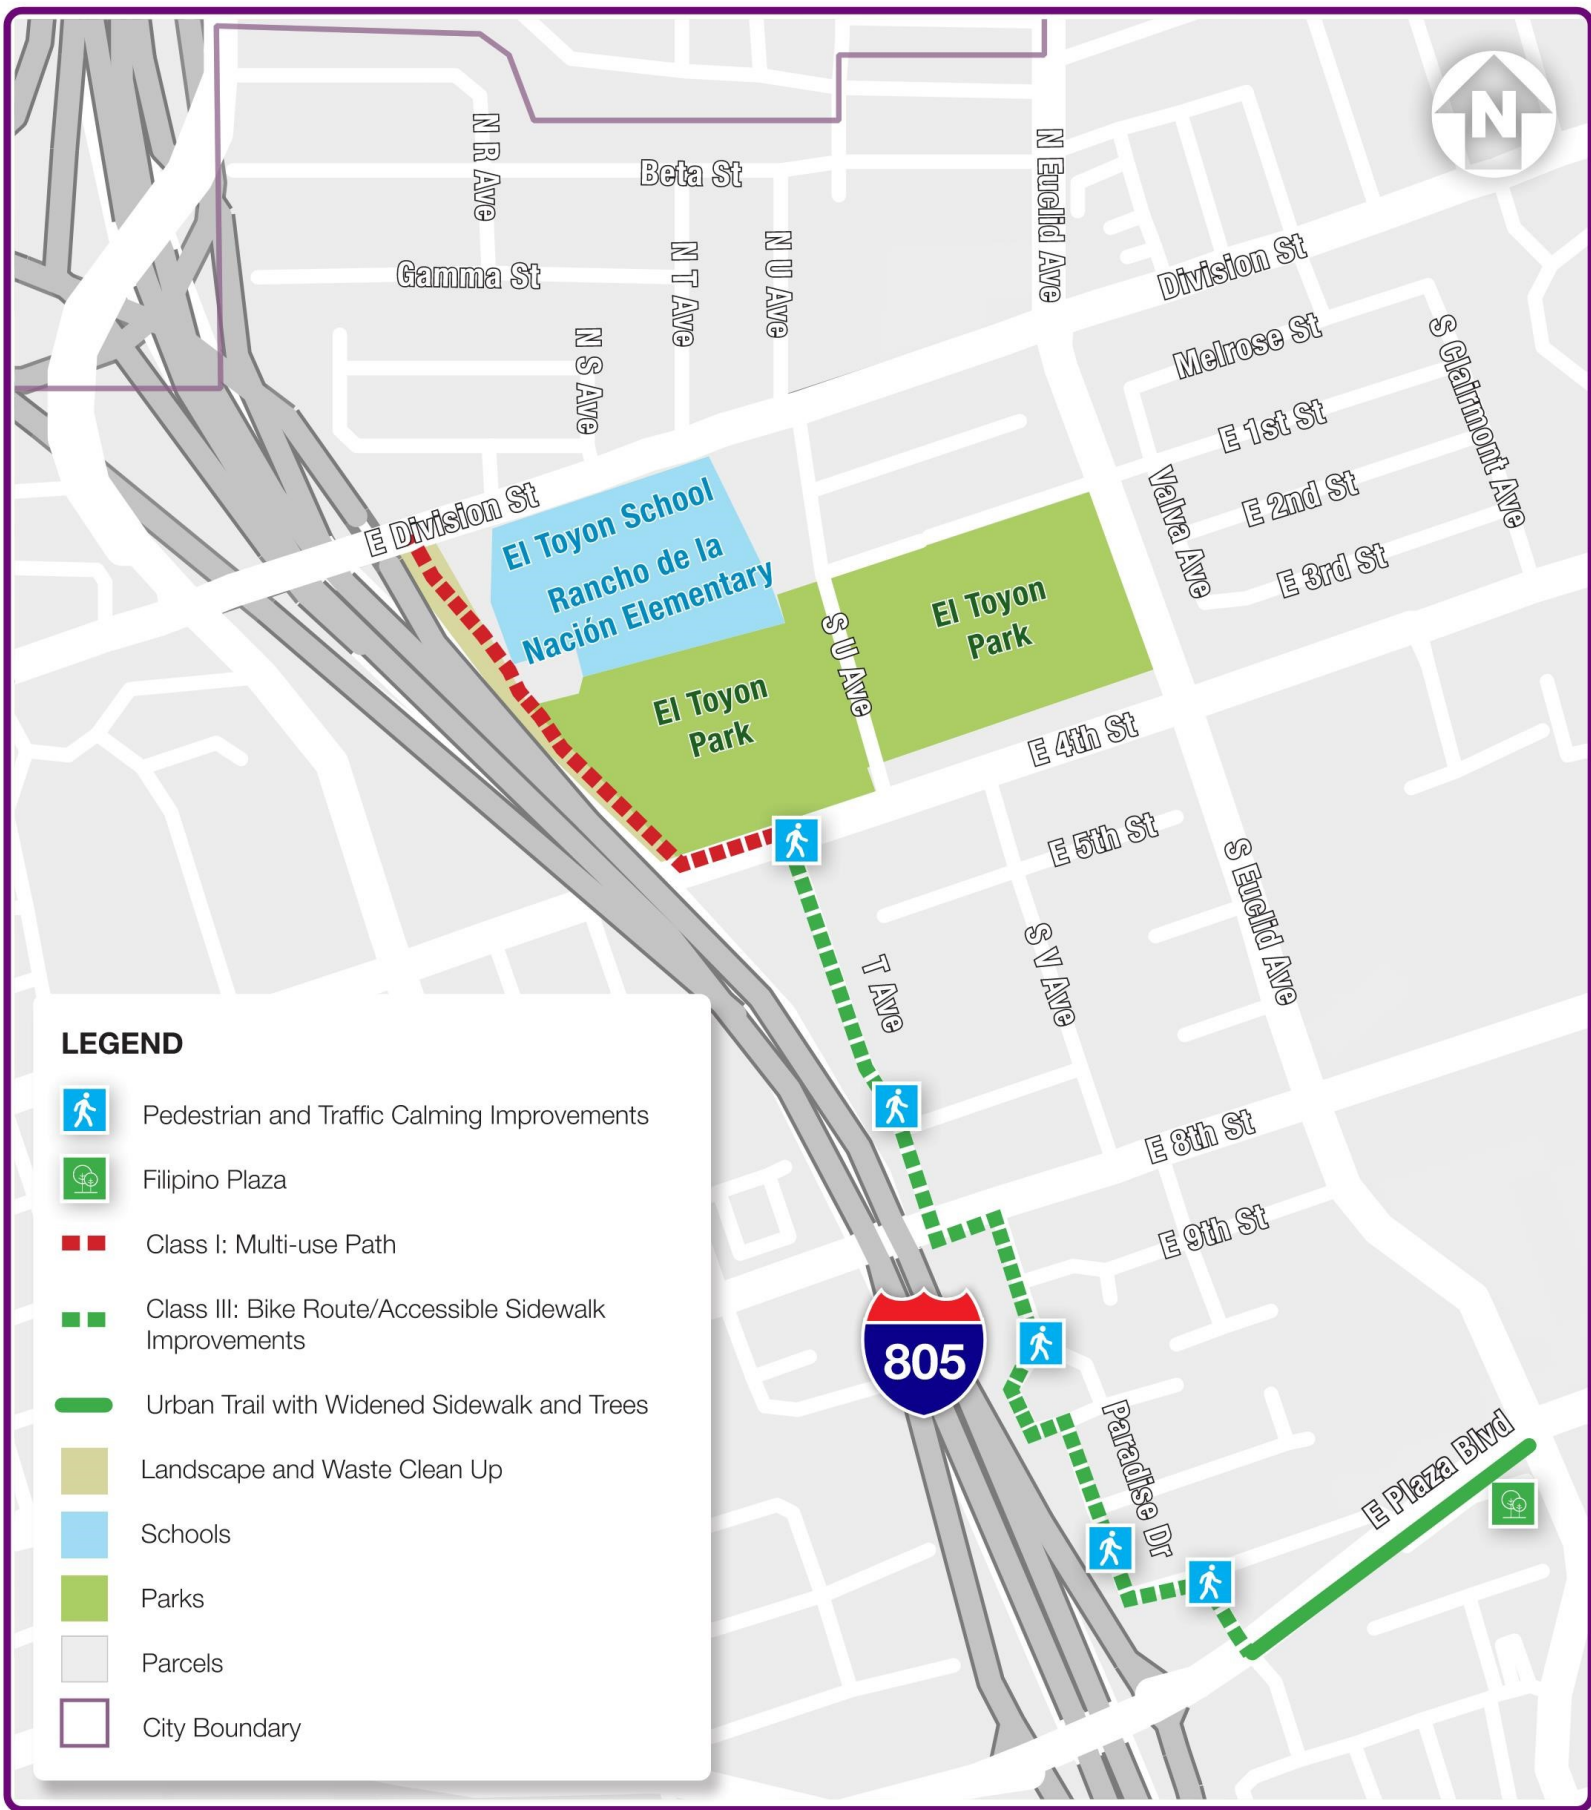 N
N R Ave
Beta St
N Euclid Ave
N T Ave
N U Ave
Gamma St
Division St
Melrose St
S Clairmont Ave
N S Ave
E 1st St
Valva Ave
E 2nd St
E Division St
El Toyon School
Rancho de la
Nación Elementary
E 3rd St
El Toyon
Park
S U Ave
El Toyon
Park
E 4th St
E 5th St
S Euclid Ave
T Ave
S V Ave
E 8th St
E 9th St
805
Paradise Dr
E Plaza Blvd
LEGEND
Pedestrian and Traffic Calming Improvements
Filipino Plaza
Class I: Multi-use Path
Class III: Bike Route/Accessible Sidewalk
Improvements
Urban Trail with Widened Sidewalk and Trees
Landscape and Waste Clean Up
Schools
Parks
Parcels
City Boundary